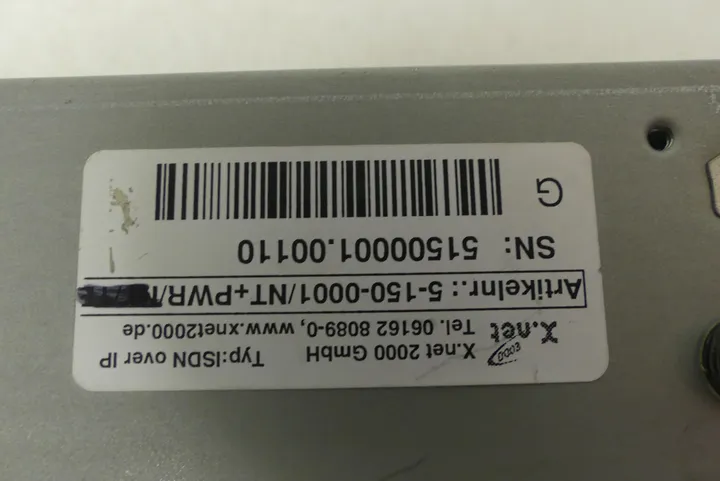 X.net 2000 GmbH Typ:ISDN over IP
X.net Tel. 06162 8089-0, www.xnet2000.de
2000
Artikelnr.: 5-150-0001/NT+PWR/
SN: 51500001.00110
G